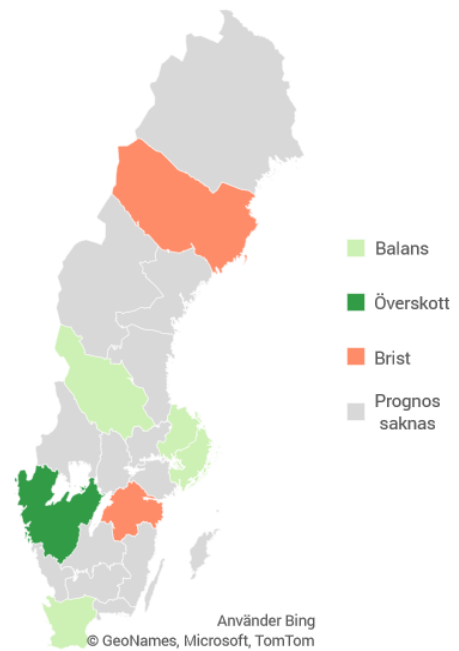 Balans
Överskott
Brist
Prognos
saknas
Använder Bing
© GeoNames, Microsoft, TomTom